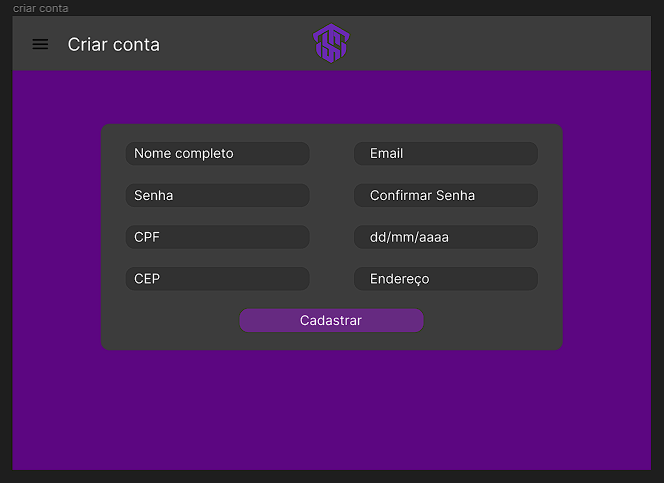 criar conta
Criar conta
Nome completo
Email
Senha
Confirmar Senha
CPF
dd/mm/aaaa
CEP
Endereço
Cadastrar